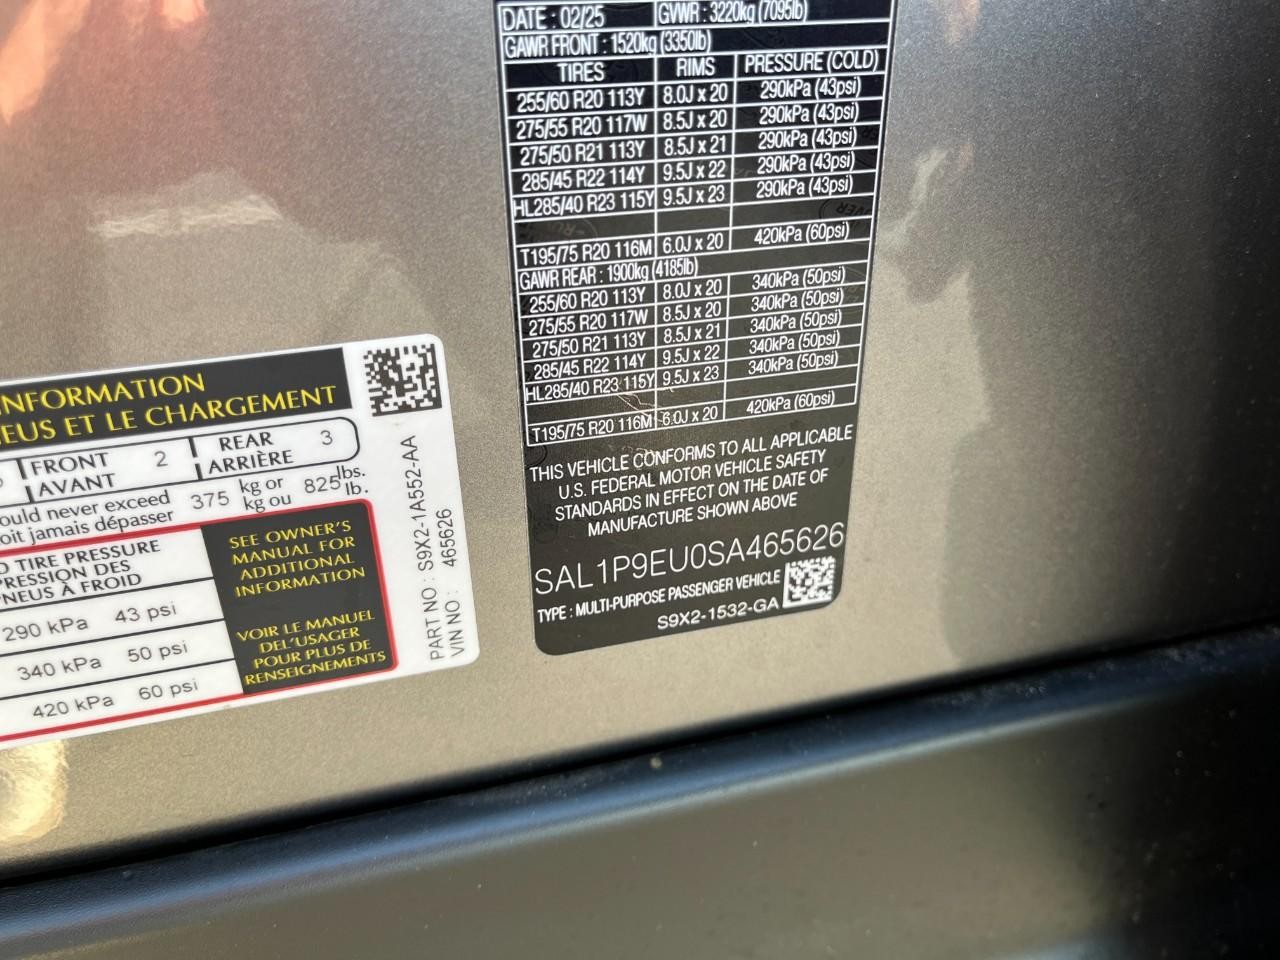 DATE : 02/25 GVWR : 3220kg (7095lb)
GAWR FRONT : 1520kg (3350lb)
TIRES RIMS PRESSURE (COLD)
255/60 R20 113Y 8.0J x 20 290kPa (43psi)
275/55 R20 117W 8.5J x 20 290kPa (43psi)
275/50 R21 113Y 8.5J x 21 290kPa (43psi)
285/45 R22 114Y 9.5J x 22 290kPa (43psi)
HL285/40 R23 115Y 9.5J x 23 290kPa (43psi)
T195/75 R20 116M 6.0J x 20 420kPa (60psi)
GAWR REAR : 1900kg (4185lb)
255/60 R20 113Y 8.0J x 20 340kPa (50psi)
275/55 R20 117W 8.5J x 20 340kPa (50psi)
275/50 R21 113Y 8.5J x 21 340kPa (50psi)
285/45 R22 114Y 9.5J x 22 340kPa (50psi)
HL285/40 R23 115Y 9.5J x 23 340kPa (50psi)
T195/75 R20 116M 6.0J x 20 420kPa (60psi)
THIS VEHICLE CONFORMS TO ALL APPLICABLE
U.S. FEDERAL MOTOR VEHICLE SAFETY
STANDARDS IN EFFECT ON THE DATE OF
MANUFACTURE SHOWN ABOVE
SAL1P9EU0SA465626
TYPE : MULTI-PURPOSE PASSENGER VEHICLE
S9X2-1532-GA
INFORMATION
ET LE CHARGEMENT
FRONT 2 REAR 3
AVANT ARRIÈRE
never exceed 375 kg or 825 lbs.
jamais dépasser kg ou lb.
TIRE PRESSURE
DES
À FROID
290 kPa 43 psi
340 kPa 50 psi
420 kPa 60 psi
SEE OWNER'S
MANUAL FOR
ADDITIONAL
INFORMATION
VOIR LE MANUEL
DEL'USAGER
POUR PLUS DE
RENSEIGNEMENTS
PART NO : S9X2-1A552-AA
VIN NO : 465626